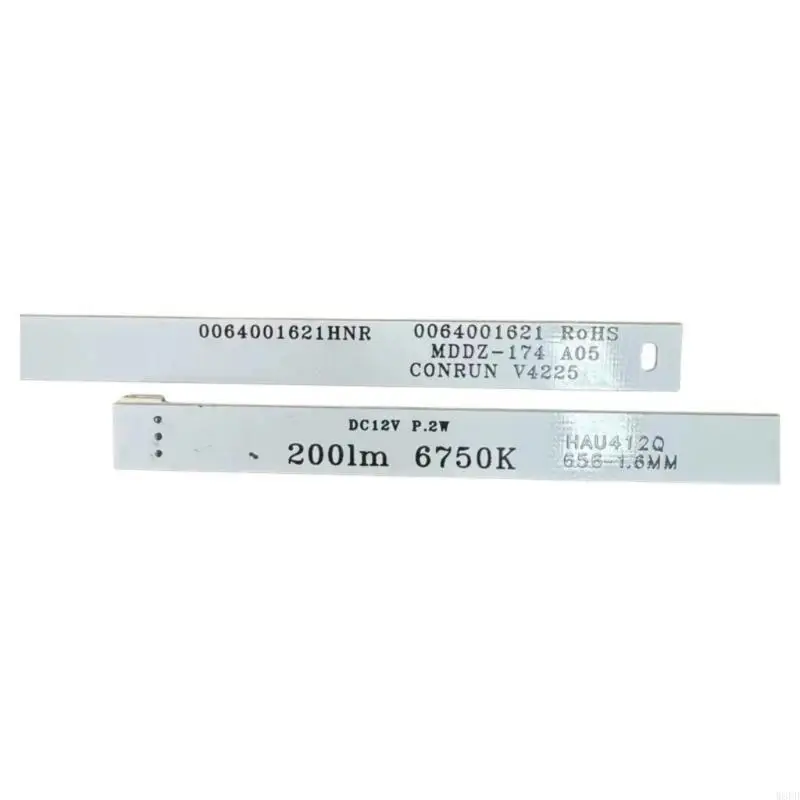 0064001621HNR 0064001621 RoHS
MDDZ-174 A05
CONRUN V4225
DC12V P.2W
200lm 6750K
HAU412Q
656-1.6MM